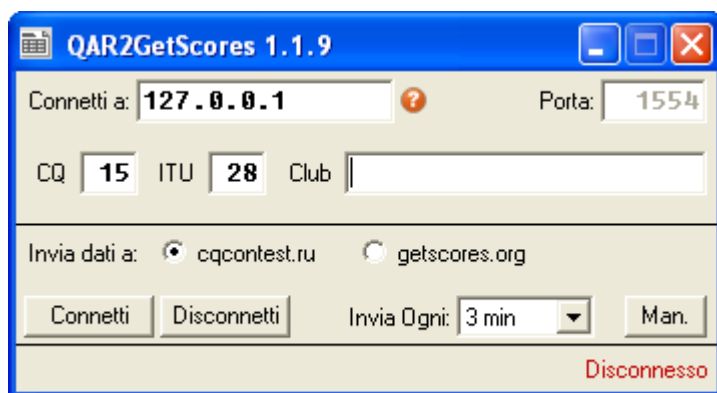 QAR2GetScores 1.1.9
Connetti a: 127.0.0.1 ? Porta: 1554
CQ 15 ITU 28 Club
Invia dati a: cqcontest.ru getscores.org
Connetti Disconnetti Invia Ogni: 3 min Man.
Disconnesso